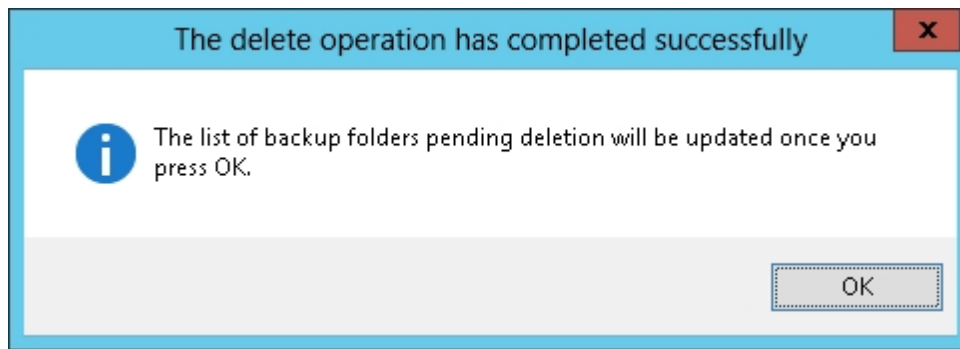 The delete operation has completed successfully
x
The list of backup folders pending deletion will be updated once you
press OK.
OK